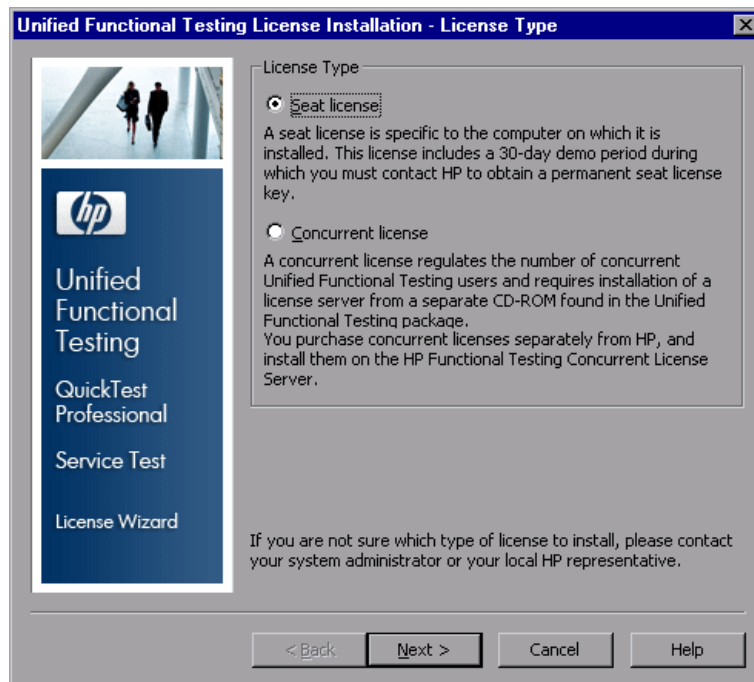 Unified Functional Testing License Installation - License Type
hp
Unified
Functional
Testing
QuickTest
Professional
Service Test
License Wizard
License Type
Seat license
A seat license is specific to the computer on which it is
installed. This license includes a 30-day demo period during
which you must contact HP to obtain a permanent seat license
key.
Concurrent license
A concurrent license regulates the number of concurrent
Unified Functional Testing users and requires installation of a
license server from a separate CD-ROM found in the Unified
Functional Testing package.
You purchase concurrent licenses separately from HP, and
install them on the HP Functional Testing Concurrent License
Server.
If you are not sure which type of license to install, please contact
your system administrator or your local HP representative.
< Back
Next >
Cancel
Help